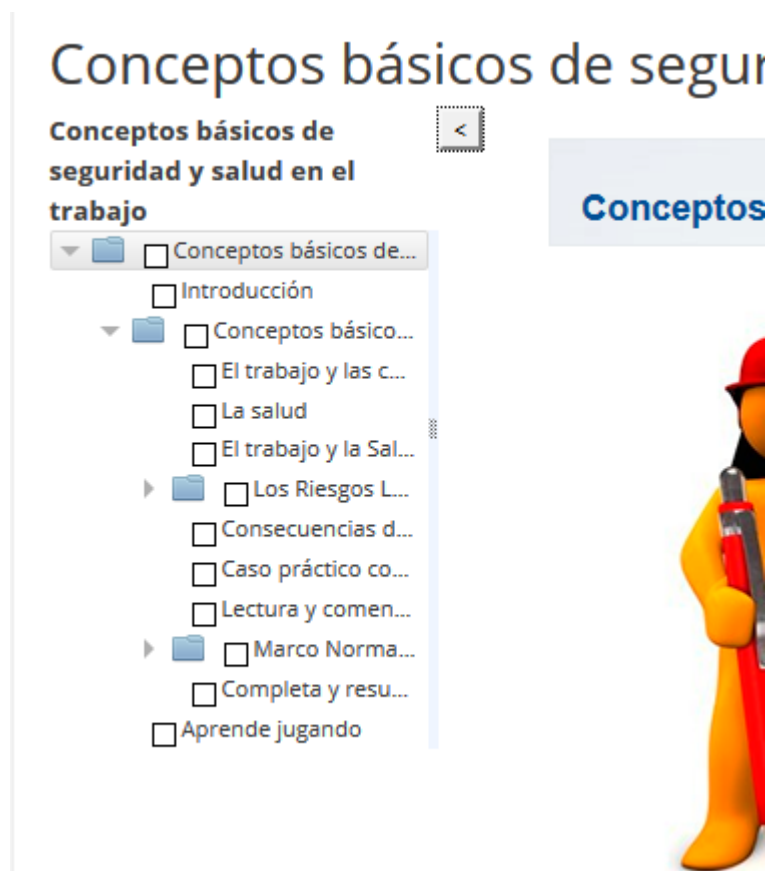 Conceptos básicos de segur
Conceptos básicos de
seguridad y salud en el
trabajo
<
Conceptos
Conceptos básicos de...
Introducción
Conceptos básico...
El trabajo y las c...
La salud
El trabajo y la Sal...
Los Riesgos L...
Consecuencias d...
Caso práctico co...
Lectura y comen...
Marco Norma...
Completa y resu...
Aprende jugando